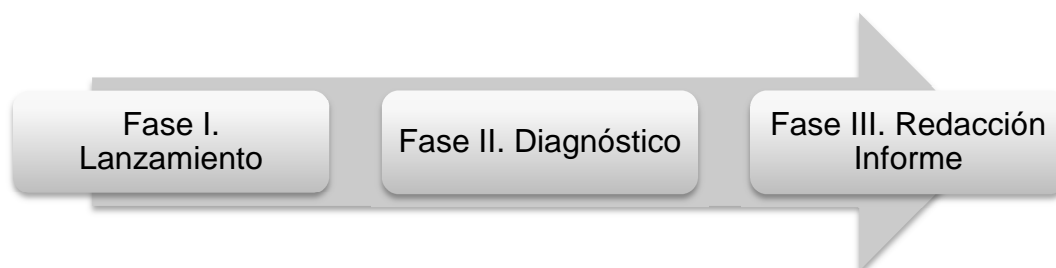 Fase I.
Lanzamiento
Fase II. Diagnóstico
Fase III. Redacción
Informe